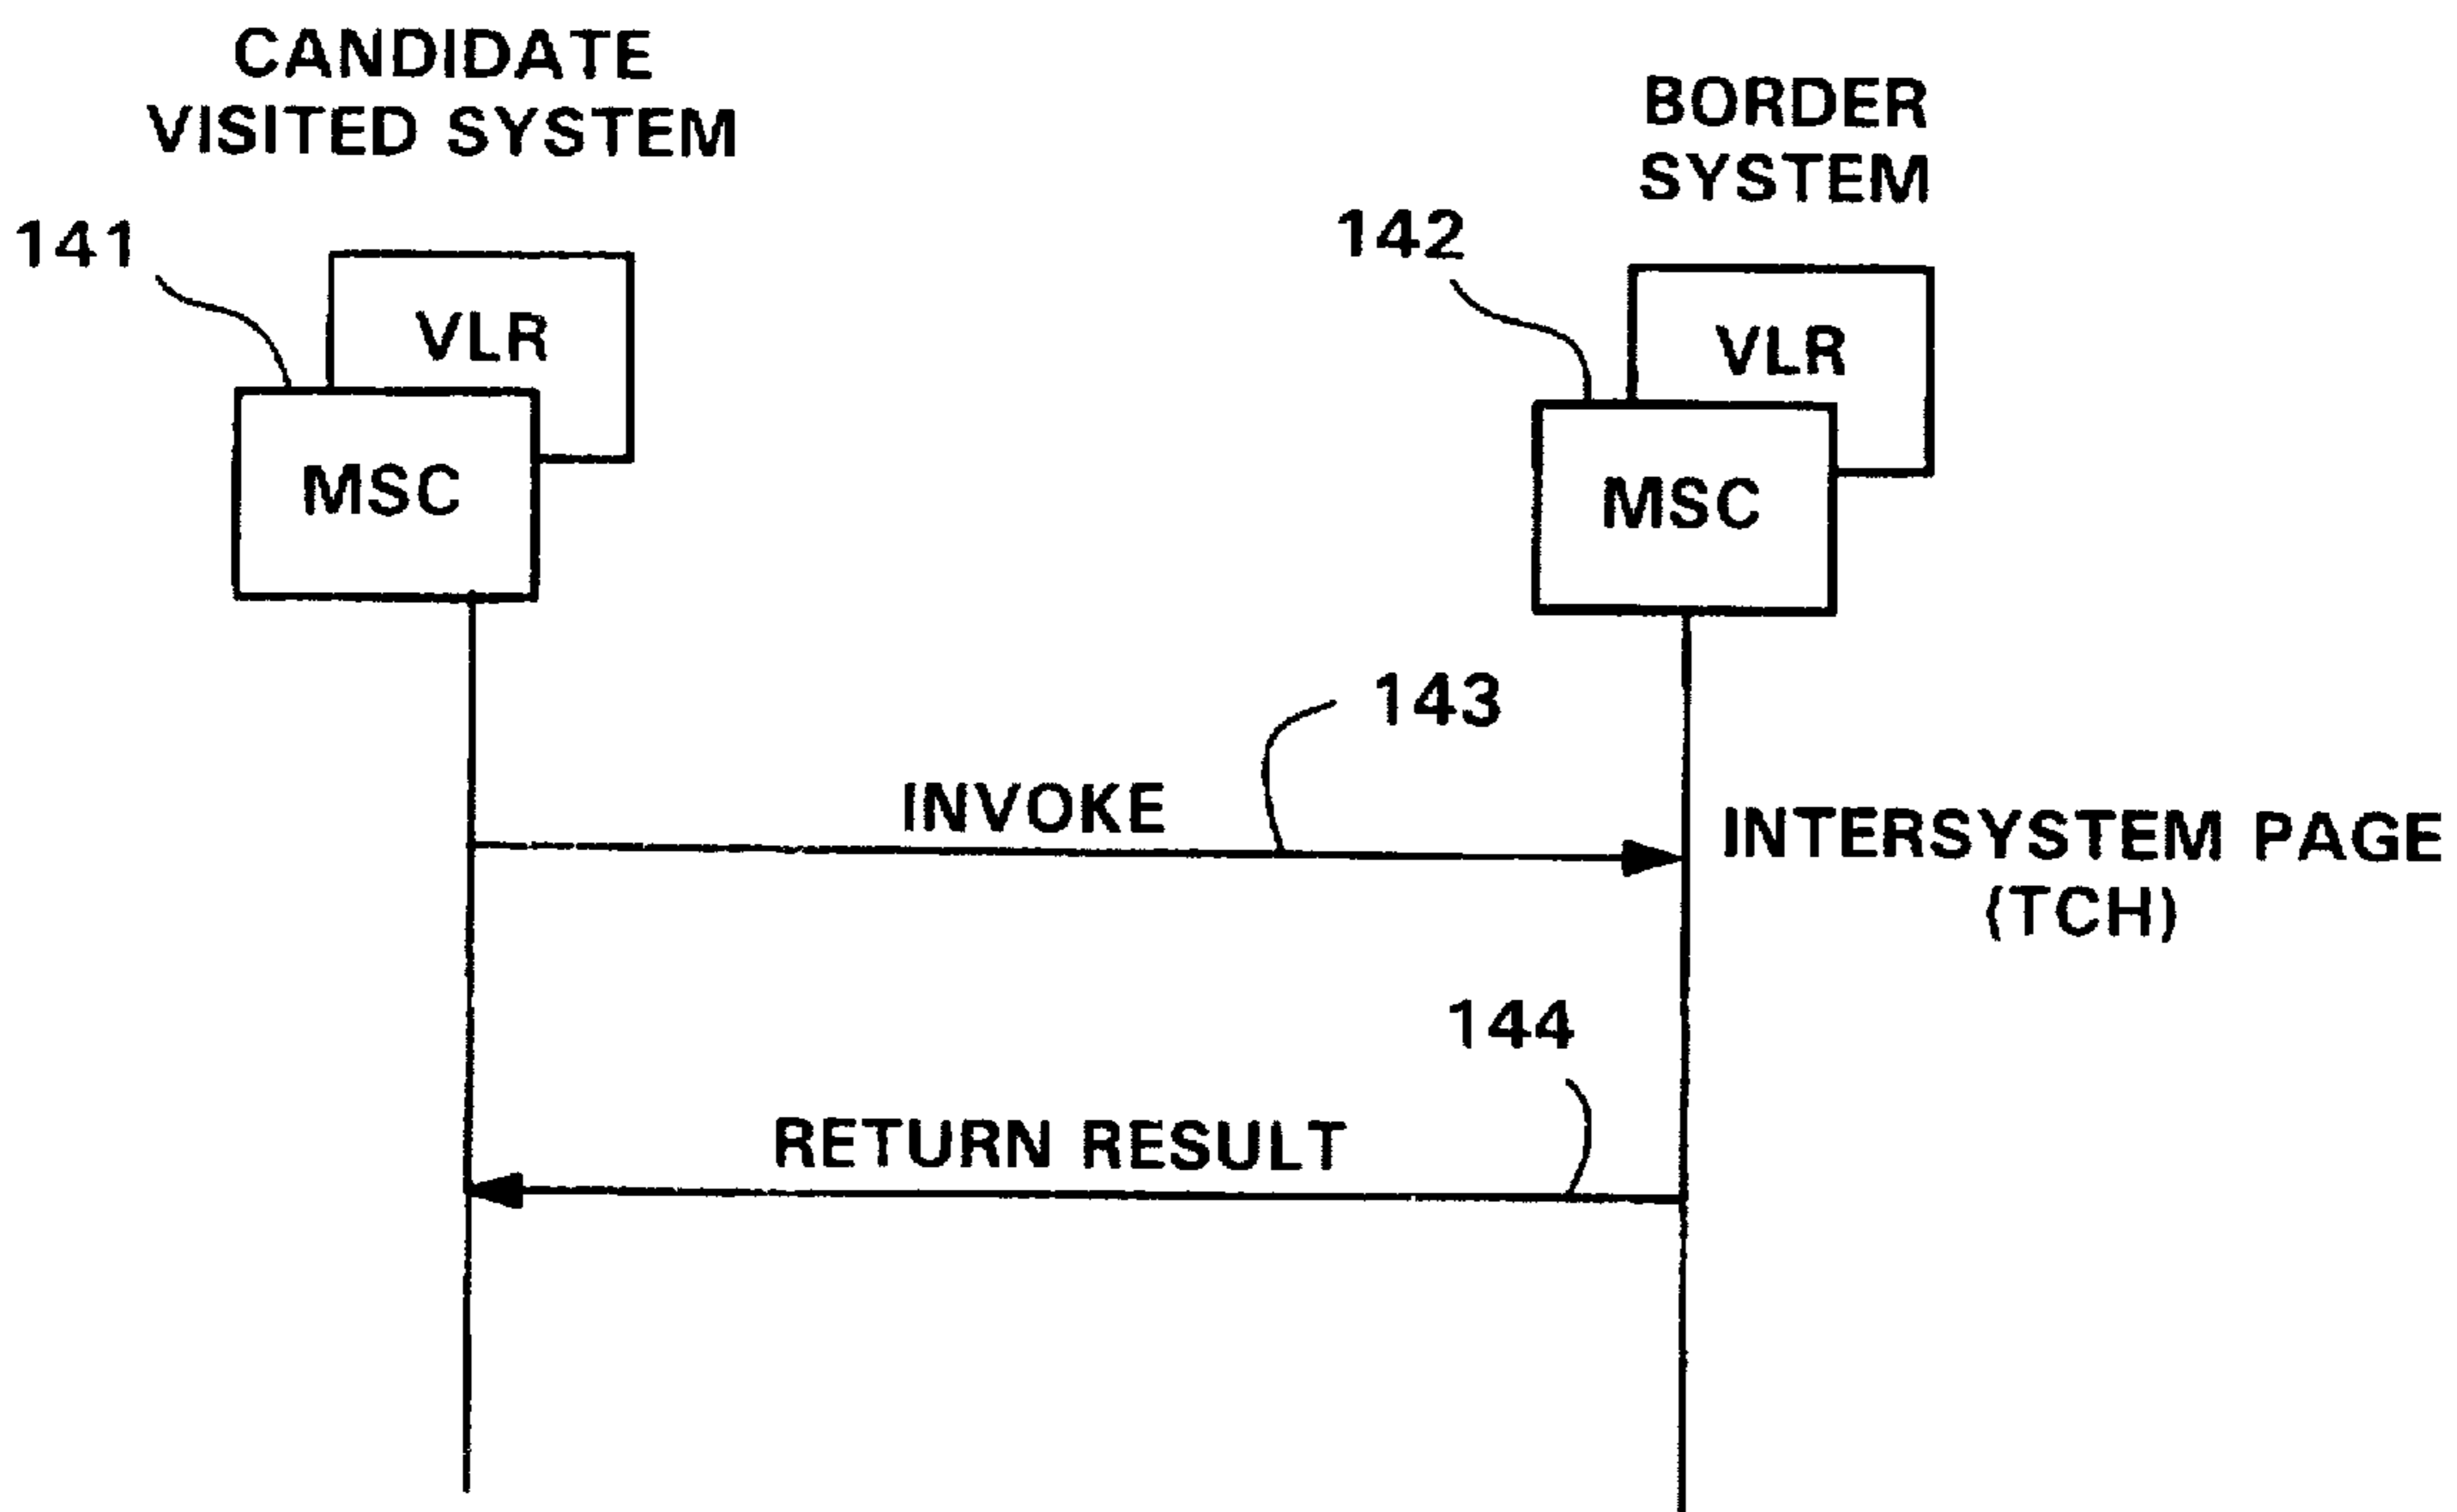 CANDIDATE
VISITED SYSTEM
BORDER
SYSTEM
141
142
VLR
VLR
MSC
MSC
143
INVOKE
INTERSYSTEM PAGE
(TCH)
144
RETURN RESULT